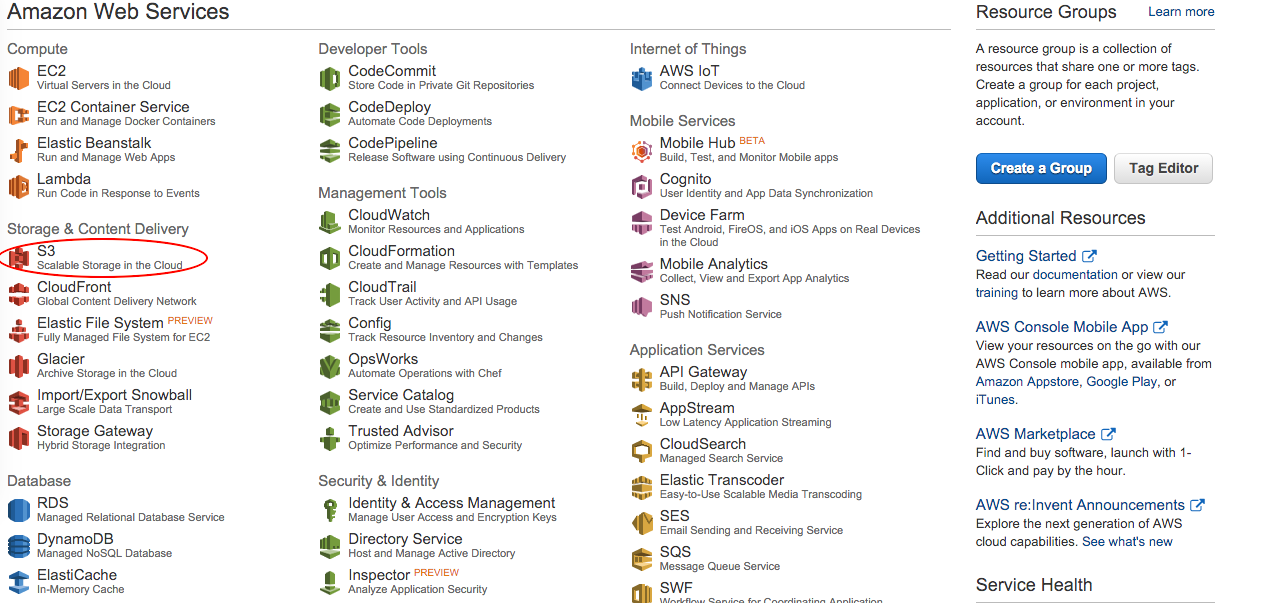 Amazon Web Services
Compute
EC2
Virtual Servers in the Cloud
EC2 Container Service
Run and Manage Docker Containers
Elastic Beanstalk
Run and Manage Web Apps
Lambda
Run Code in Response to Events
Storage & Content Delivery
S3
Scalable Storage in the Cloud
CloudFront
Global Content Delivery Network
Elastic File System PREVIEW
Fully Managed File System for EC2
Glacier
Archive Storage in the Cloud
Import/Export Snowball
Large Scale Data Transport
Storage Gateway
Hybrid Storage Integration
Database
RDS
Managed Relational Database Service
DynamoDB
Managed NoSQL Database
ElastiCache
In-Memory Cache
Developer Tools
CodeCommit
Store Code in Private Git Repositories
CodeDeploy
Automate Code Deployments
CodePipeline
Release Software using Continuous Delivery
Management Tools
CloudWatch
Monitor Resources and Applications
CloudFormation
Create and Manage Resources with Templates
CloudTrail
Track User Activity and API Usage
Config
Track Resource Inventory and Changes
OpsWorks
Automate Operations with Chef
Service Catalog
Create and Use Standardized Products
Trusted Advisor
Optimize Performance and Security
Security & Identity
Identity & Access Management
Manage User Access and Encryption Keys
Directory Service
Host and Manage Active Directory
Inspector PREVIEW
Analyze Application Security
Internet of Things
AWS IoT
Connect Devices to the Cloud
Mobile Services
Mobile Hub BETA
Build, Test, and Monitor Mobile apps
Cognito
User Identity and App Data Synchronization
Device Farm
Test Android, FireOS, and iOS Apps on Real Devices
in the Cloud
Mobile Analytics
Collect, View and Export App Analytics
SNS
Push Notification Service
Application Services
API Gateway
Build, Deploy and Manage APIs
AppStream
Low Latency Application Streaming
CloudSearch
Managed Search Service
Elastic Transcoder
Easy-to-Use Scalable Media Transcoding
SES
Email Sending and Receiving Service
SQS
Message Queue Service
SWF
Workflow Service for Coordinating Application
Resource Groups Learn more
A resource group is a collection of
resources that share one or more tags.
Create a group for each project,
application, or environment in your
account.
Create a Group Tag Editor
Additional Resources
Getting Started
Read our documentation or view our
training to learn more about AWS.
AWS Console Mobile App
View your resources on the go with our
AWS Console mobile app, available from
Amazon Appstore, Google Play, or
iTunes.
AWS Marketplace
Find and buy software, launch with 1-
Click and pay by the hour.
AWS re:Invent Announcements
Explore the next generation of AWS
cloud capabilities. See what's new
Service Health